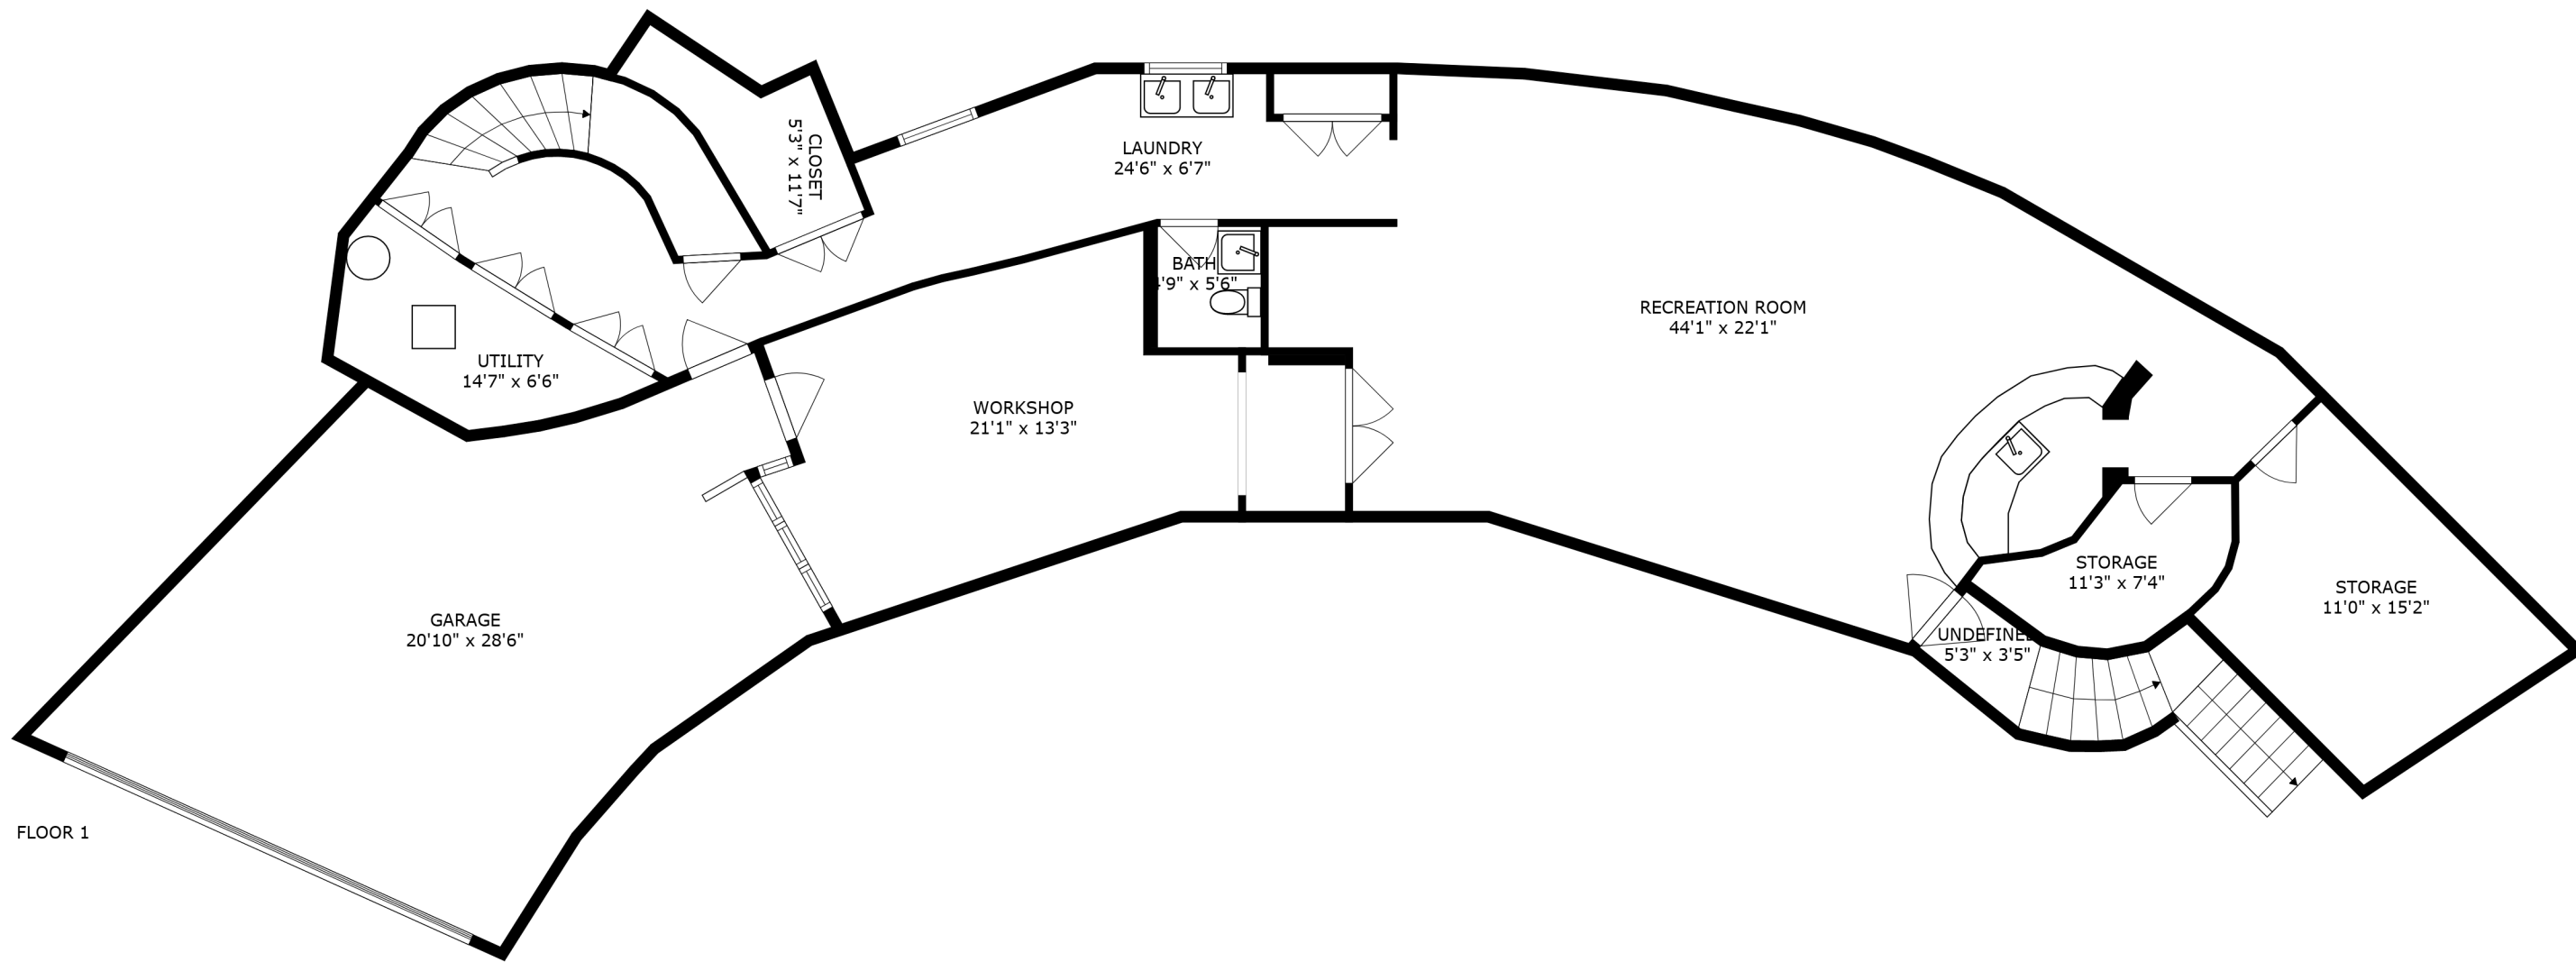 CLOSET
5'3" x 11'7"
LAUNDRY
24'6" x 6'7"
BATH
'9" x 5'6"
RECREATION ROOM
44'1" x 22'1"
UTILITY
14'7" x 6'6"
WORKSHOP
21'1" x 13'3"
STORAGE
11'3" x 7'4"
STORAGE
11'0" x 15'2"
GARAGE
20'10" x 28'6"
UNDEFINED
5'3" x 3'5"
FLOOR 1